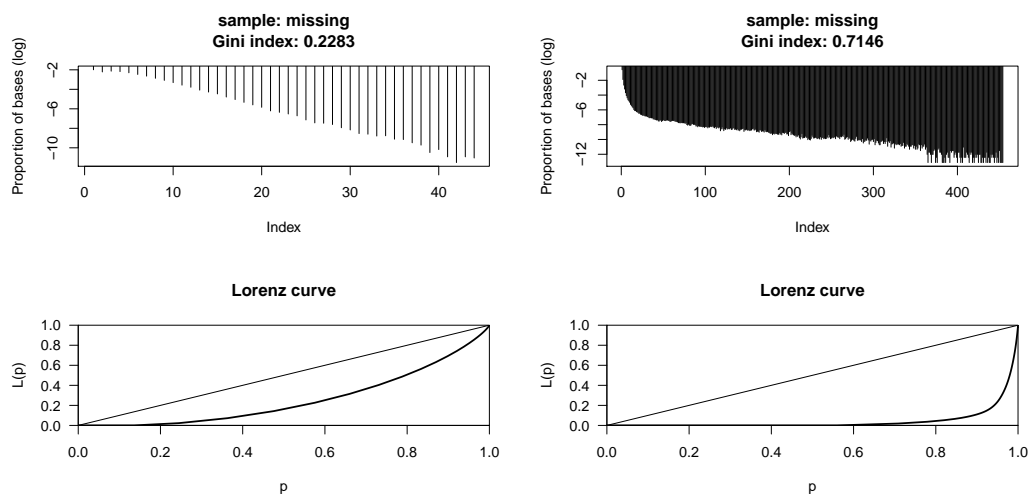 sample: missing
Gini index: 0.2283
Proportion of bases (log)
−2
−6
−10
0
10
20
30
40
Index
sample: missing
Gini index: 0.7146
Proportion of bases (log)
−2
−6
−12
0
100
200
300
400
Index
Lorenz curve
L(p)
1.0
0.8
0.6
0.4
0.2
0.0
0.0
0.2
0.4
0.6
0.8
1.0
p
Lorenz curve
L(p)
1.0
0.8
0.6
0.4
0.2
0.0
0.0
0.2
0.4
0.6
0.8
1.0
p